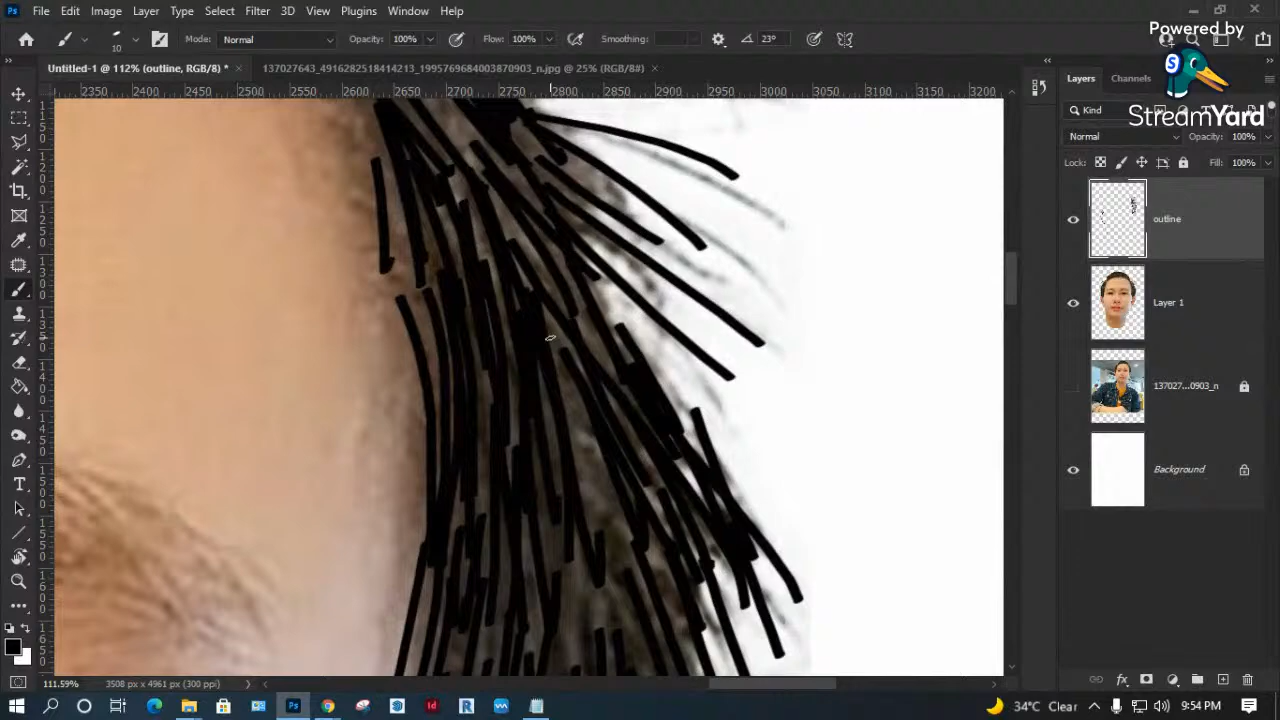 Ps File Edit Image Layer Type Select Filter 3D View Plugins Window Help
Powered by
StreamYard
10 Mode: Normal Opacity: 100% Flow: 100% Smoothing: 23°
Untitled-1 @ 112% (outline, RGB/8) * × 137027643_4916282518414213_1995769684003870903_n.jpg @ 25% (RGB/8#) ×
2350 2400 2450 2500 2550 2600 2650 2700 2750 2800 2850 2900 2950 3000 3050 3100 3150 3200
Layers Channels
Kind
Normal Opacity: 100%
Lock: Fill: 100%
outline
Layer 1
137027...0903_n
Background
fx
111.59% 3508 px x 4961 px (300 ppi)
34°C Clear 9:54 PM